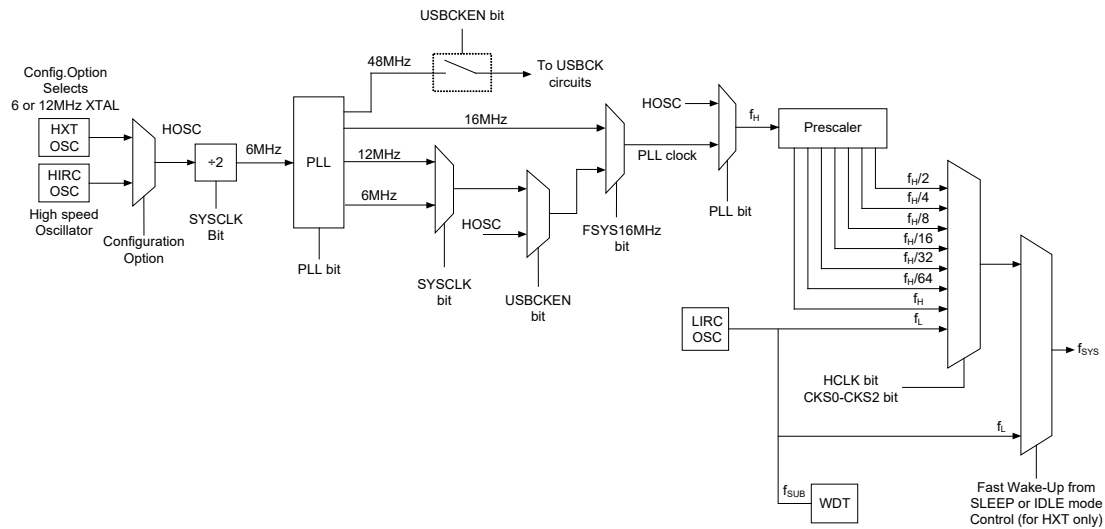 USBCKEN bit
48MHz
To USBCK
circuits
Config.Option
Selects
6 or 12MHz XTAL
HXT
OSC
HIRC
OSC
High speed
Oscillator
HOSC
Configuration
Option
÷2
SYSCLK
Bit
6MHz
PLL
PLL bit
16MHz
12MHz
6MHz
SYSCLK
bit
HOSC
USBCKEN
bit
FSYS16MHz
bit
PLL clock
HOSC
PLL bit
fH
Prescaler
fH/2
fH/4
fH/8
fH/16
fH/32
fH/64
fH
fL
LIRC
OSC
HCLK bit
CKS0-CKS2 bit
fSYS
fL
fSUB
WDT
Fast Wake-Up from
SLEEP or IDLE mode
Control (for HXT only)